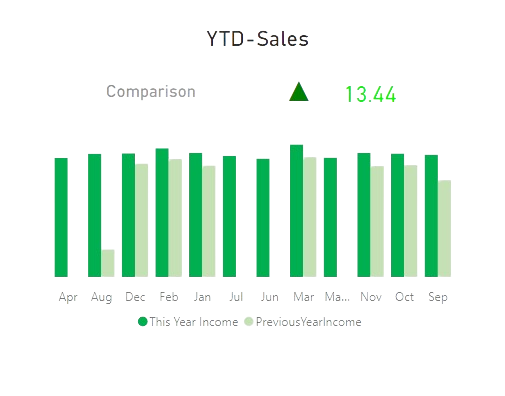 YTD-Sales
Comparison 13.44
Apr Aug Dec Feb Jan Jul Jun Mar Ma... Nov Oct Sep
This Year Income PreviousYearIncome